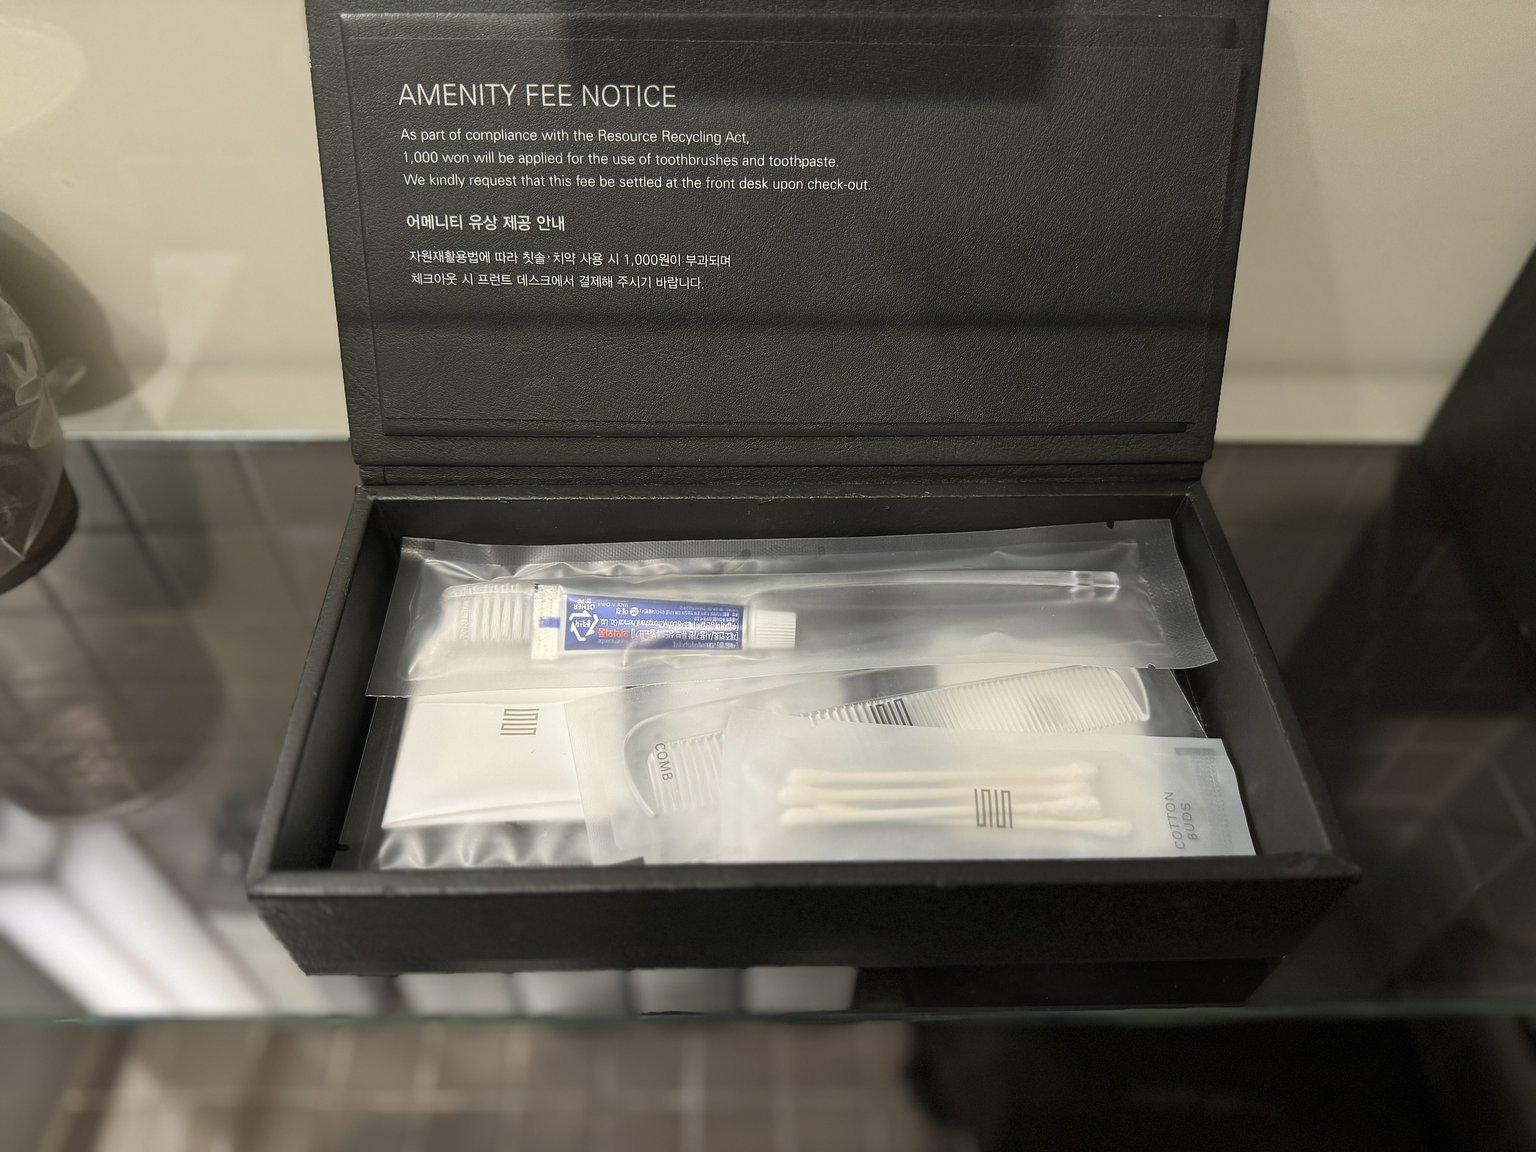 AMENITY FEE NOTICE
As part of compliance with the Resource Recycling Act,
1,000 won will be applied for the use of toothbrushes and toothpaste.
We kindly request that this fee be settled at the front desk upon check-out.
어메니티 유상 제공 안내
자원재활용법에 따라 칫솔·치약 사용 시 1,000원이 부과되며
체크아웃 시 프런트 데스크에서 결제해 주시기 바랍니다.
OTHER
COMB
COTTON
BUDS